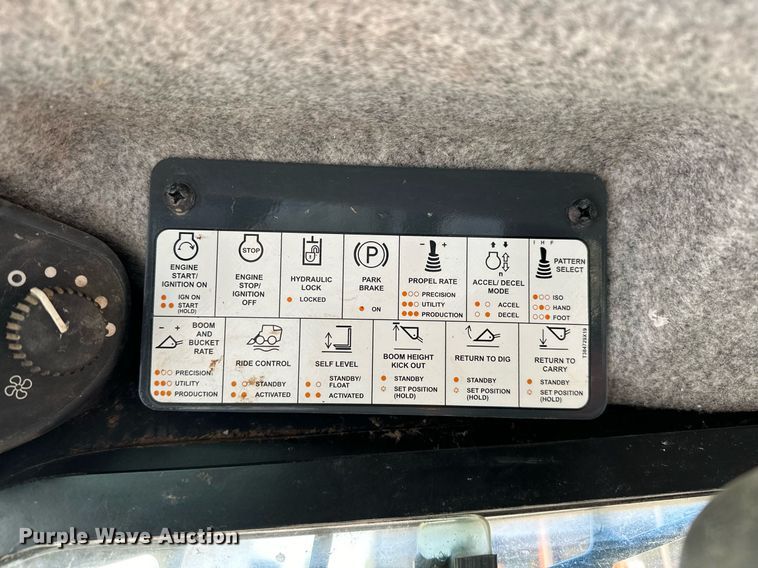 ENGINE
START/
IGNITION ON
IGN ON
START
(HOLD)
STOP
ENGINE
STOP/
IGNITION
OFF
HYDRAULIC
LOCK
LOCKED
P
PARK
BRAKE
ON
- +
PROPEL RATE
PRECISION
UTILITY
PRODUCTION
n
ACCEL/ DECEL
MODE
ACCEL
DECEL
I H F
PATTERN
SELECT
ISO
HAND
FOOT
- +
BOOM
AND
BUCKET
RATE
PRECISION
UTILITY
PRODUCTION
RIDE CONTROL
STANDBY
ACTIVATED
SELF LEVEL
STANDBY/
FLOAT
ACTIVATED
BOOM HEIGHT
KICK OUT
STANDBY
SET POSITION
(HOLD)
RETURN TO DIG
STANDBY
SET POSITION
(HOLD)
RETURN TO
CARRY
STANDBY
SET POSITION
(HOLD)
T384729X19
Purple Wave Auction